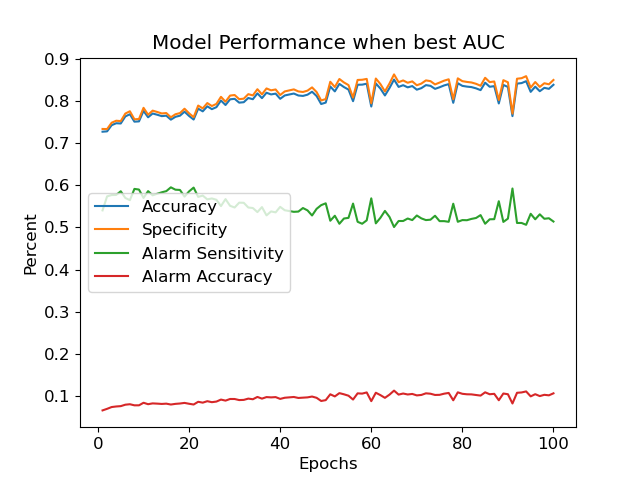 Model Performance when best AUC
0.9
0.8
0.7
0.6
0.5
0.4
0.3
0.2
0.1
Percent
Accuracy
Specificity
Alarm Sensitivity
Alarm Accuracy
0 20 40 60 80 100
Epochs